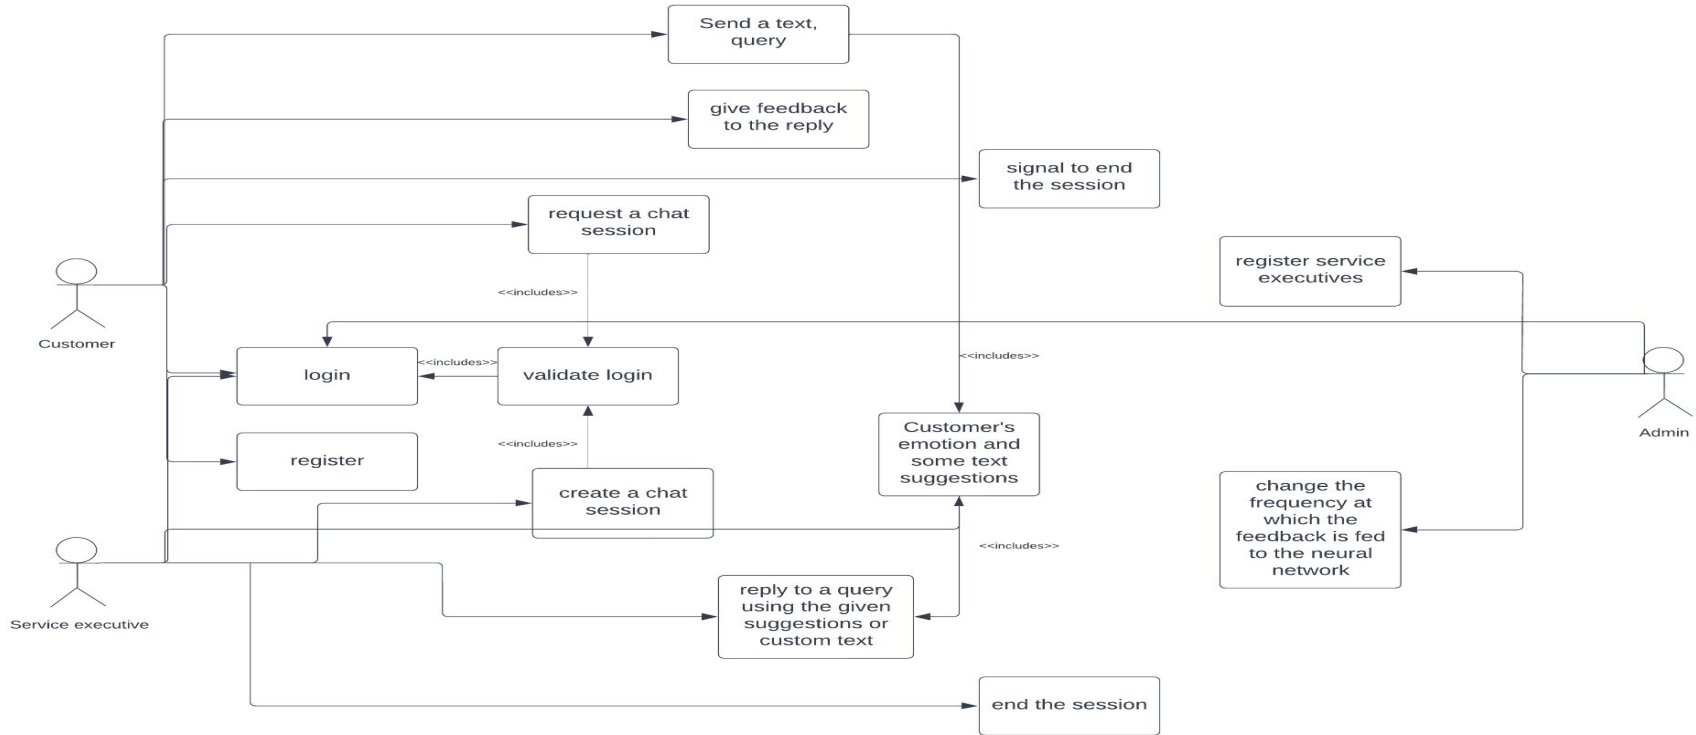 Send a text,
query
give feedback
to the reply
signal to end
the session
request a chat
session
register service
executives
<<includes>>
Customer
login
<<includes>>
validate login
<<includes>>
Admin
<<includes>>
Customer's
emotion and
some text
suggestions
register
create a chat
session
change the
frequency at
which the
feedback is fed
to the neural
network
<<includes>>
Service executive
reply to a query
using the given
suggestions or
custom text
end the session